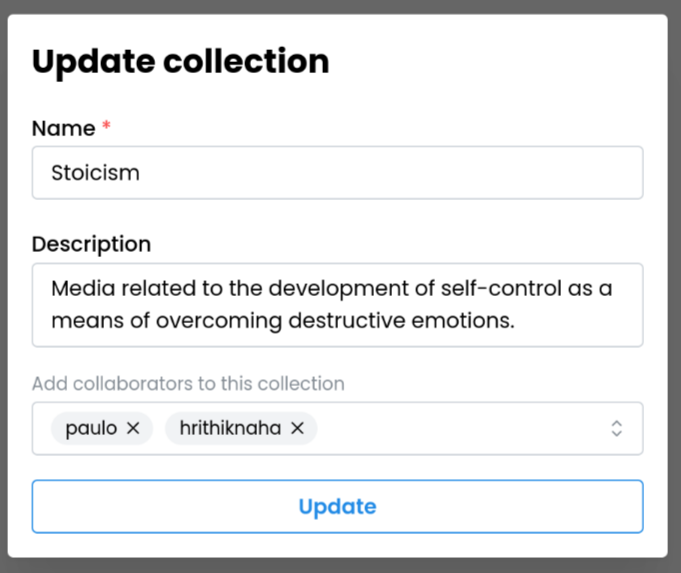 Update collection
Name *
Stoicism
Description
Media related to the development of self-control as a
means of overcoming destructive emotions.
Add collaborators to this collection
paulo × hrithiknaha ×
Update